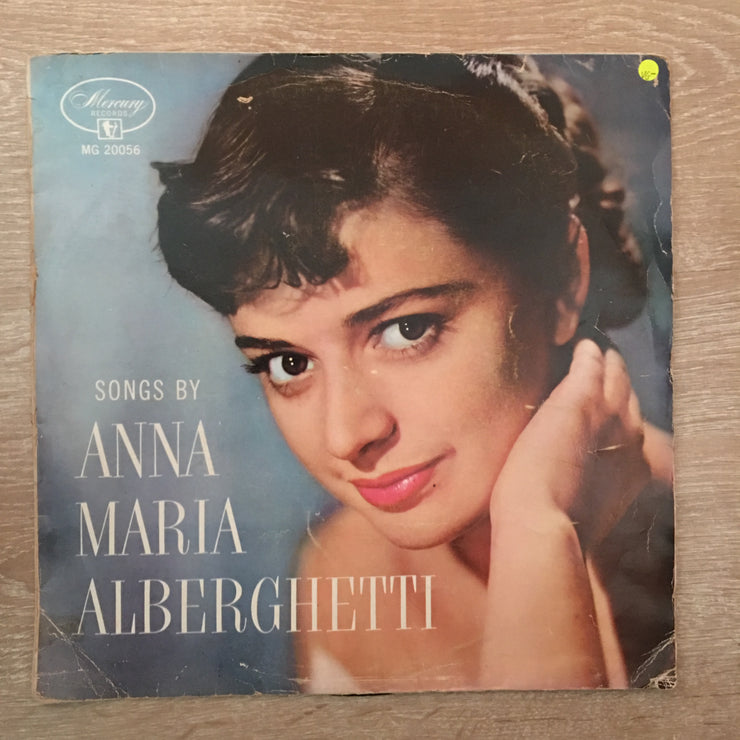 Mercury
RECORDS
MG 20056
SONGS BY
ANNA
MARIA
ALBERGHETTI